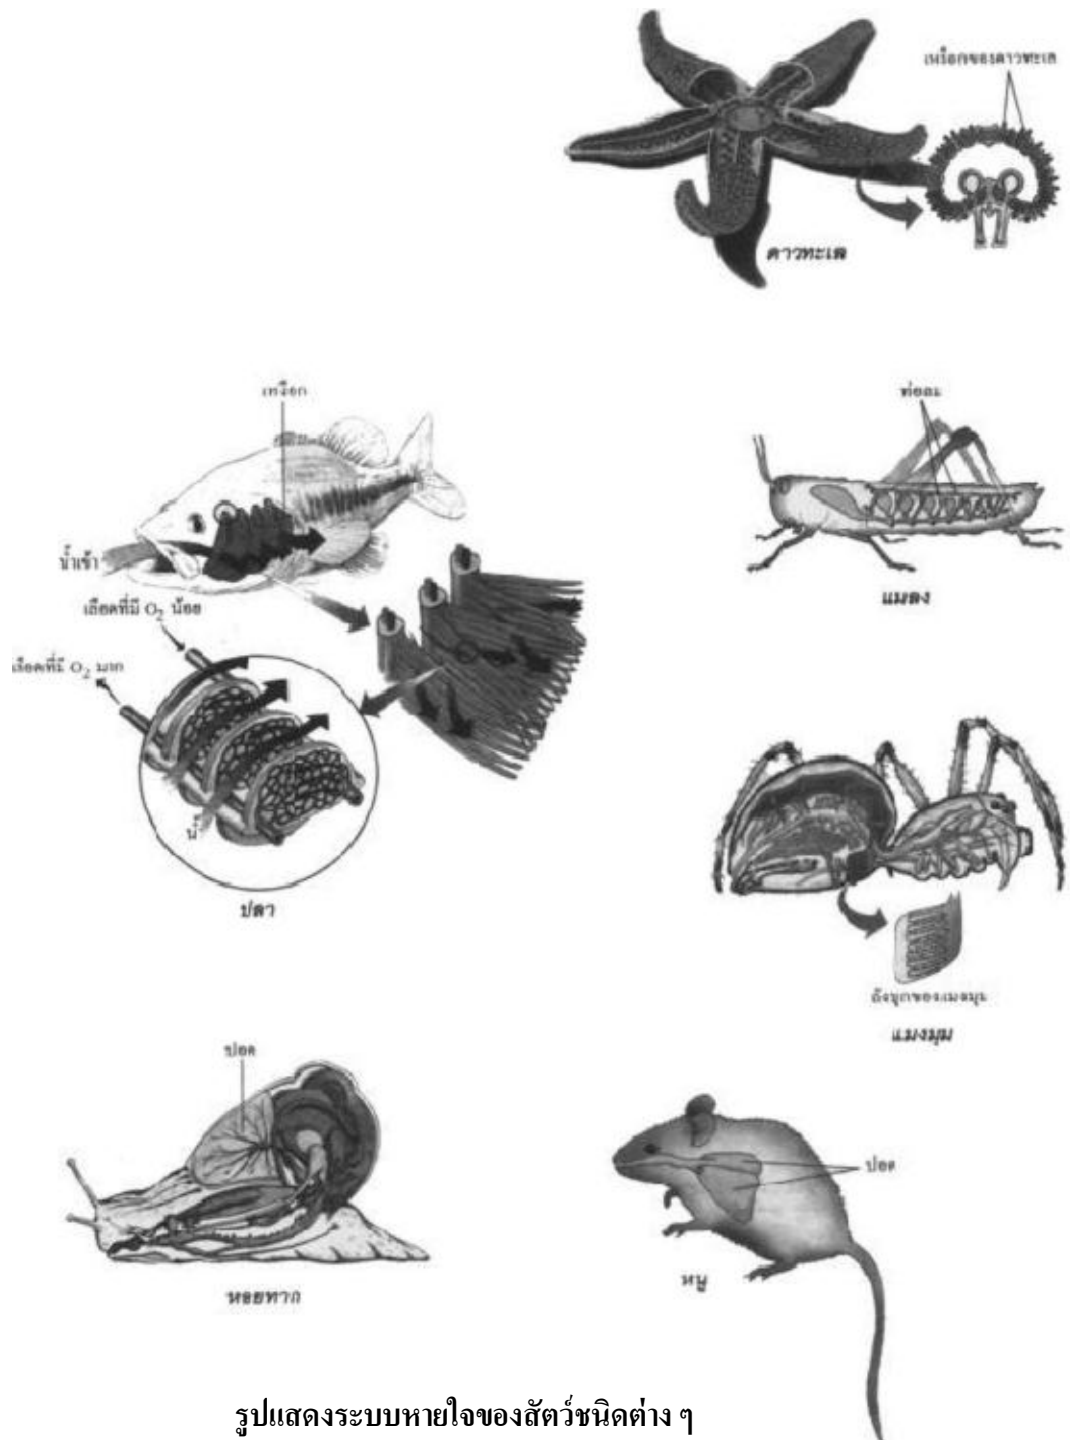 เหงือกของดาวทะเล
ดาวทะเล
เหงือก
น้ำเข้า
เลือดที่มี O₂ น้อย
เลือดที่มี O₂ มาก
น้ำ
ปลา
ท่อลม
แมลง
ถังบุกของแมงมุม
แมงมุม
ปอด
หอยทาก
ปอด
หนู
รูปแสดงระบบหายใจของสัตว์ชนิดต่าง ๆ